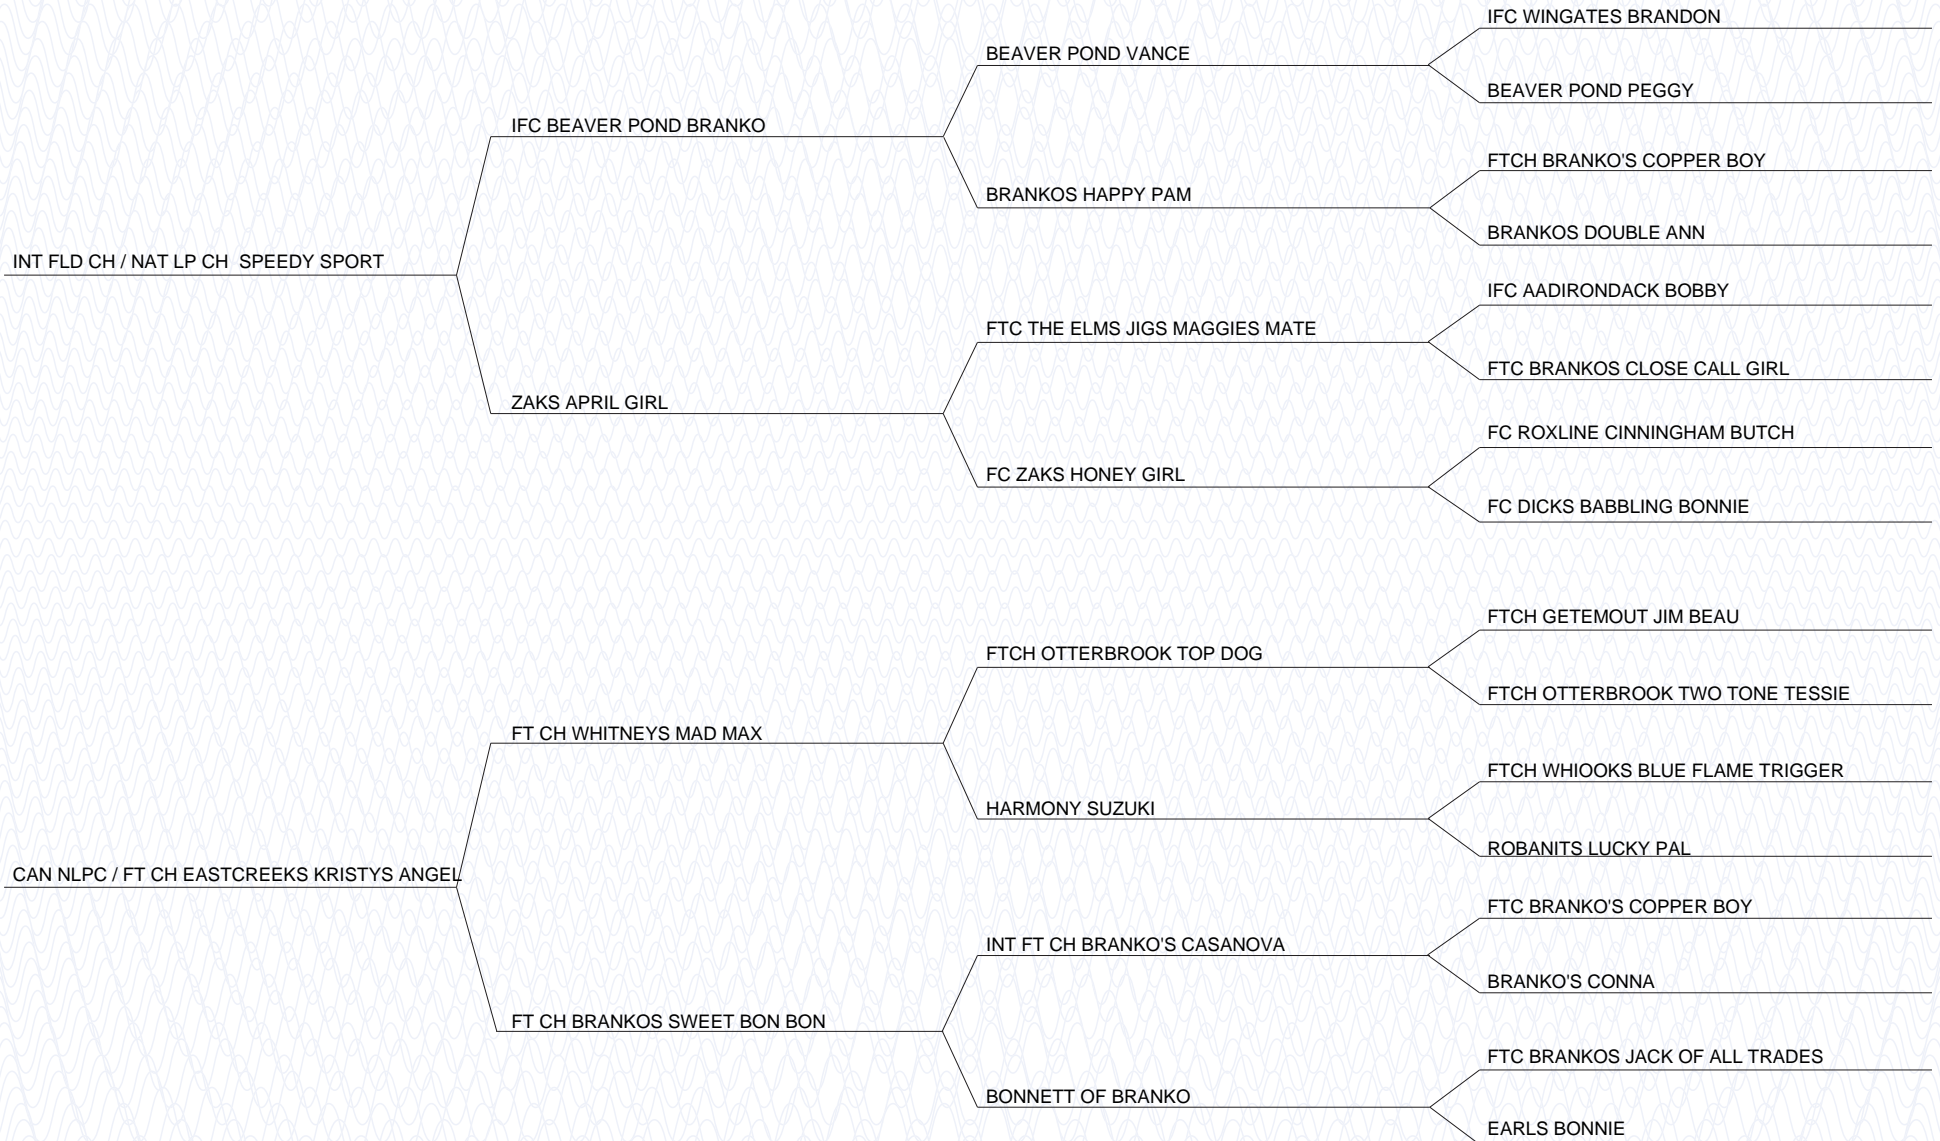 IFC WINGATES BRANDON
BEAVER POND VANCE
BEAVER POND PEGGY
IFC BEAVER POND BRANKO
FTCH BRANKO'S COPPER BOY
BRANKOS HAPPY PAM
BRANKOS DOUBLE ANN
INT FLD CH / NAT LP CH  SPEEDY SPORT
IFC AADIRONDACK BOBBY
FTC THE ELMS JIGS MAGGIES MATE
FTC BRANKOS CLOSE CALL GIRL
ZAKS APRIL GIRL
FC ROXLINE CINNINGHAM BUTCH
FC ZAKS HONEY GIRL
FC DICKS BABBLING BONNIE
FTCH GETEMOUT JIM BEAU
FTCH OTTERBROOK TOP DOG
FTCH OTTERBROOK TWO TONE TESSIE
FT CH WHITNEYS MAD MAX
FTCH WHIOOKS BLUE FLAME TRIGGER
HARMONY SUZUKI
ROBANITS LUCKY PAL
CAN NLPC / FT CH EASTCREEKS KRISTYS ANGEL
FTC BRANKO'S COPPER BOY
INT FT CH BRANKO'S CASANOVA
BRANKO'S CONNA
FT CH BRANKOS SWEET BON BON
FTC BRANKOS JACK OF ALL TRADES
BONNETT OF BRANKO
EARLS BONNIE